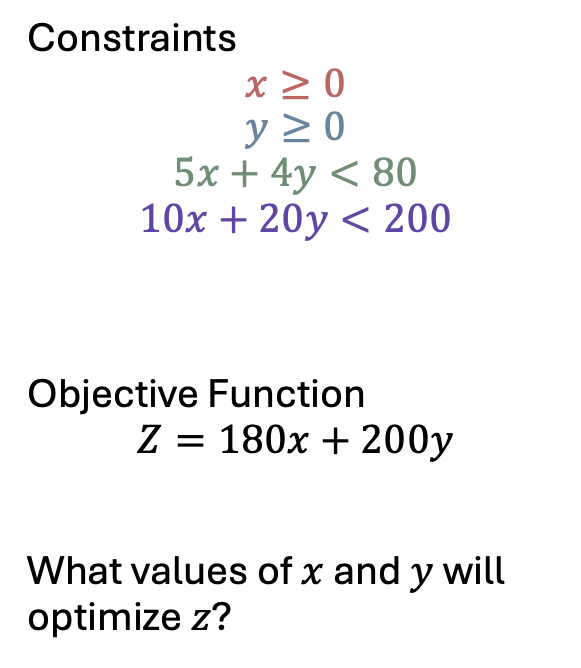 Constraints
x ≥ 0
y ≥ 0
5x + 4y < 80
10x + 20y < 200
Objective Function
Z = 180x + 200y
What values of x and y will
optimize z?